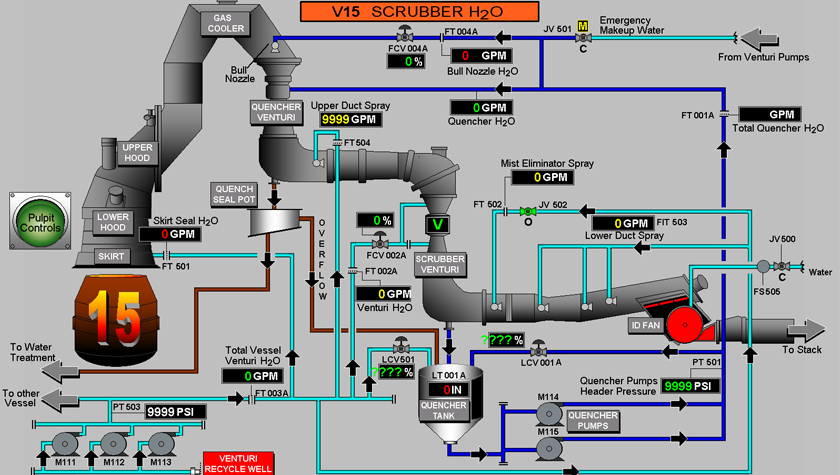 V15 SCRUBBER H2O
GAS
COOLER
Bull
Nozzle
FCV 004A
0 %
FT 004A
0 GPM
Bull Nozzle H2O
JV 501
M
C
Emergency
Makeup Water
From Venturi Pumps
QUENCHER
VENTURI
Upper Duct Spray
9999 GPM
FT 504
0 GPM
Quencher H2O
FT 001A
GPM
Total Quencher H2O
UPPER
HOOD
QUENCH
SEAL POT
Mist Eliminator Spray
0 GPM
FT 502
JV 502
O
0 GPM
FIT 503
Lower Duct Spray
Pulpit
Controls
LOWER
HOOD
Skirt Seal H2O
0 GPM
SKIRT
FT 501
OVERFLOW
0 %
FCV 002A
FT 002A
0 GPM
Venturi H2O
V
SCRUBBER
VENTURI
JV500
C
Water
FS505
15
ID FAN
To Stack
To Water
Treatment
Total Vessel
Venturi H2O
0 GPM
FT 003A
LCV501
????%
????%
LCV 001A
PT 501
Quencher Pumps
Header Pressure
9999 PSI
To other
Vessel
LT 001A
0 IN
QUENCHER
TANK
M114
M115
QUENCHER
PUMPS
PT 503
9999 PSI
M111
M112
M113
VENTURI
RECYCLE WELL